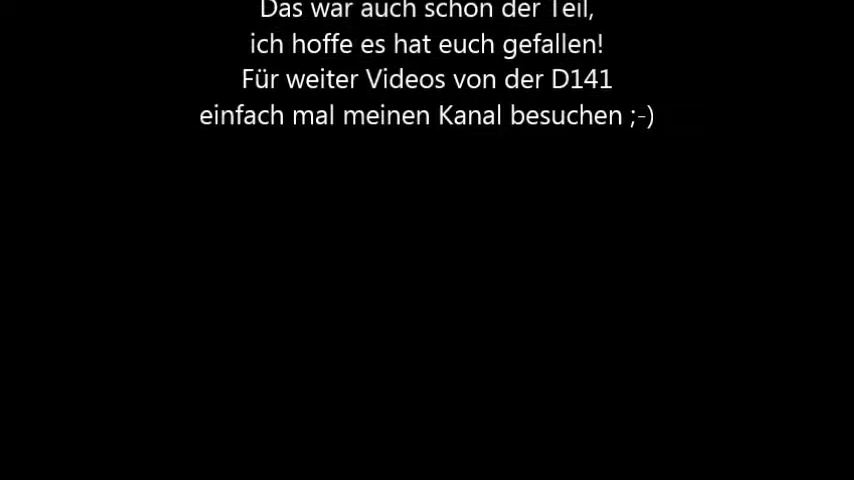 Das war auch schon der Teil,
ich hoffe es hat euch gefallen!
Für weiter Videos von der D141
einfach mal meinen Kanal besuchen ;-)